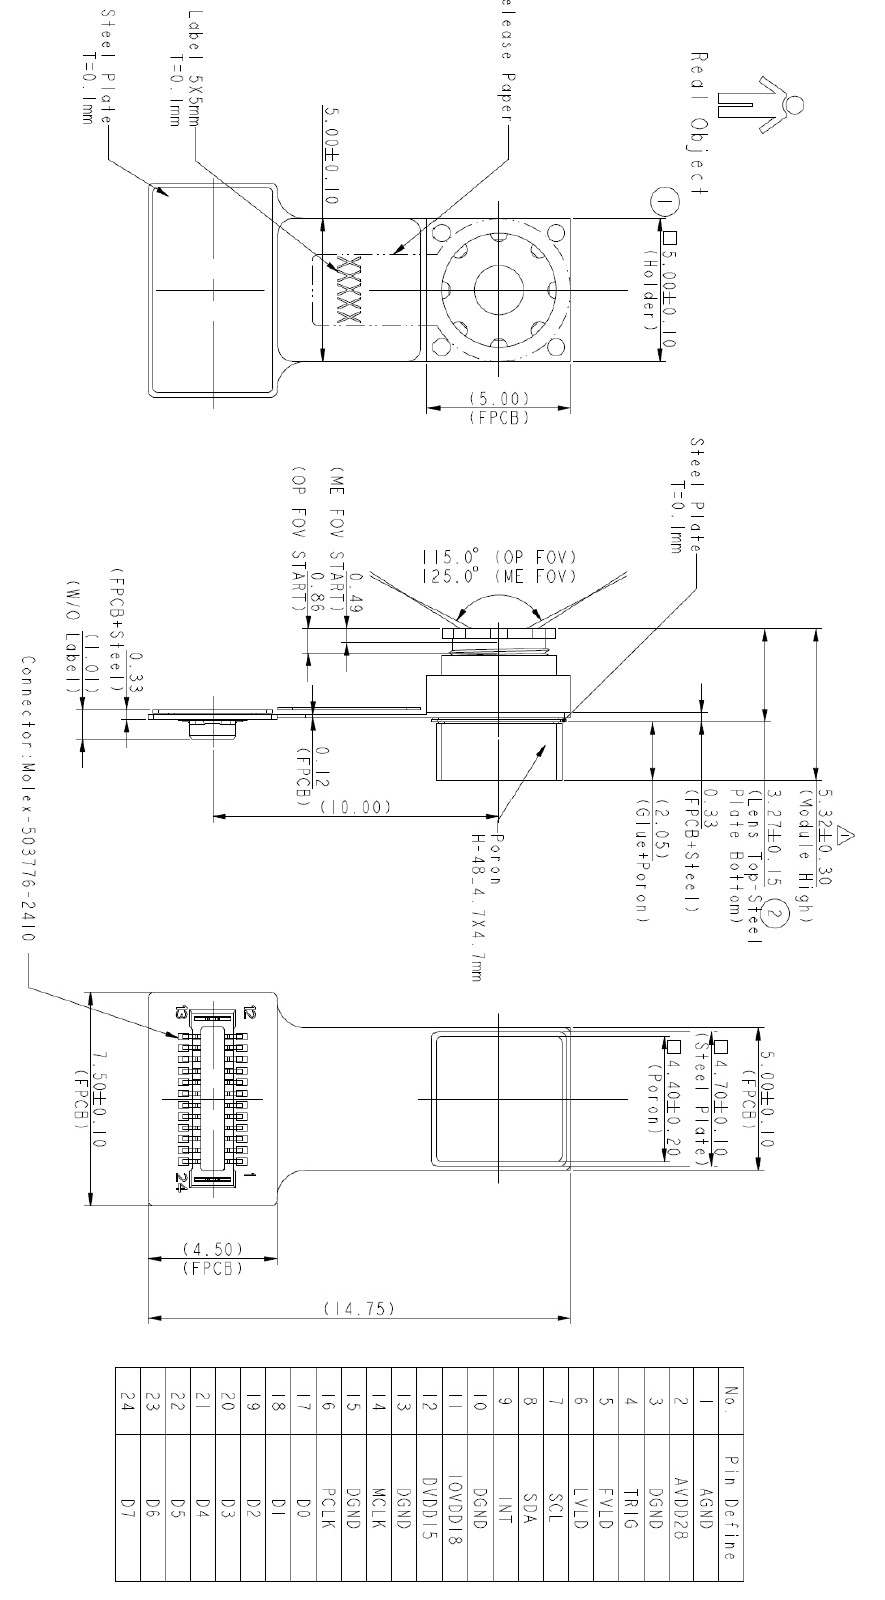 Real Object
elease Paper
Label 5X5mm
T=0.1mm
Steel Plate
T=0.1mm
5.00±0.10
XXXXX
1
□5.00±0.10
(Holder)
(5.00)
(FPCB)
Steel Plate
T=0.1mm
115.0° (OP FOV)
125.0° (ME FOV)
0.49
(ME FOV START)
0.86
(OP FOV START)
0.33
(FPCB+Steel)
(1.01)
(W/O Label)
0.12
(FPCB)
(10.00)
5.32±0.30
(Module High)
3.27±0.15
2
(Lens Top-Steel
Plate Bottom)
0.33
(FPCB+Steel)
(2.05)
(Glue+Poron)
Poron
H-48_4.7X4.7mm
Connector:Molex-503776-2410
13
12
24
1
7.50±0.10
(FPCB)
5.00±0.10
(FPCB)
□4.70±0.10
(Steel Plate)
□4.40±0.20
(Poron)
(4.50)
(FPCB)
(14.75)
No. Pin Define
1 AGND
2 AVDD28
3 DGND
4 TRIG
5 FVLD
6 LVLD
7 SCL
8 SDA
9 INT
10 DGND
11 IOVDD18
12 DVDD15
13 DGND
14 MCLK
15 DGND
16 PCLK
17 D0
18 D1
19 D2
20 D3
21 D4
22 D5
23 D6
24 D7